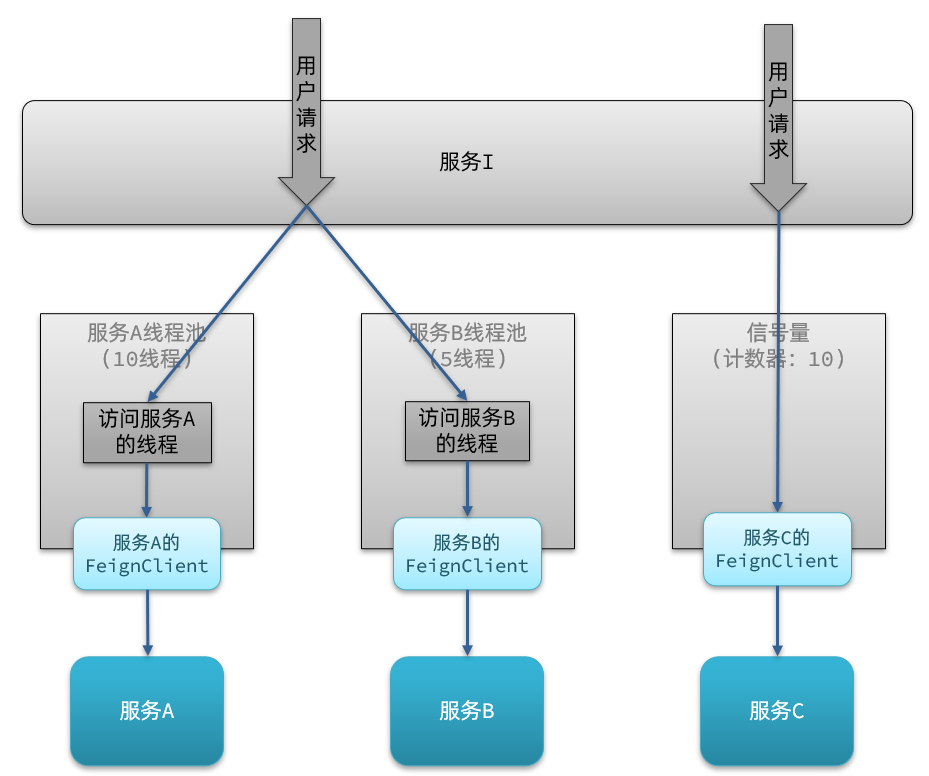 用户请求
用户请求
服务I
服务A线程池
(10线程)
服务B线程池
(5线程)
信号量
(计数器：10)
访问服务A
的线程
访问服务B
的线程
服务A的
FeignClient
服务B的
FeignClient
服务C的
FeignClient
服务A
服务B
服务C